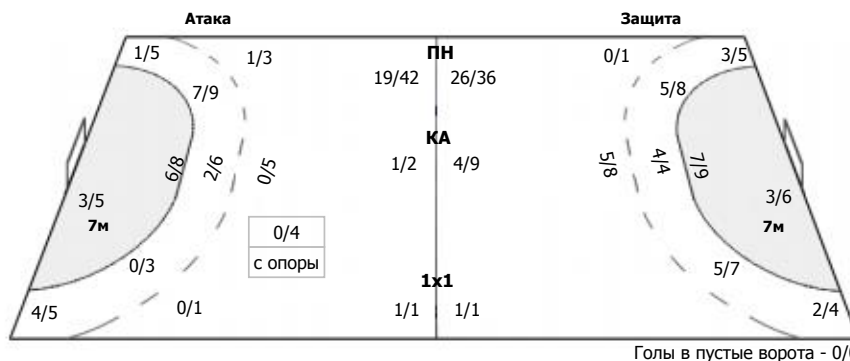 Атака Защита
1/5 1/3 ПН 0/1 3/5
19/42 26/36
7/9 5/8
КА
6/8 2/6 0/5 1/2 4/9 5/8 4/4 7/9
3/5 3/6
7м 7м
0/4
с опоры
0/3 5/7
1x1
4/5 0/1 1/1 1/1 2/4
Голы в пустые ворота - 0/